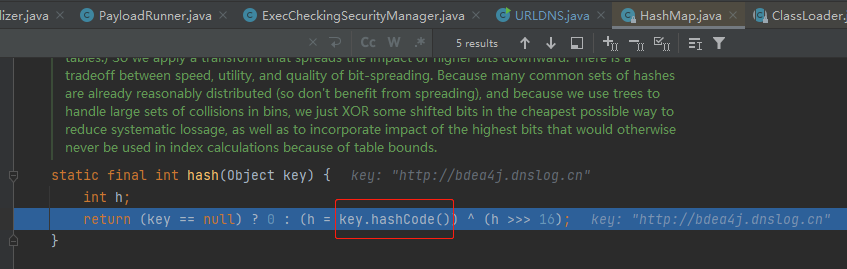 lizer.java × PayloadRunner.java × ExecCheckingSecurityManager.java × URLDNS.java × HashMap.java × ClassLoader.j
Cc W .* 5 results
tables.) So we apply a transform that spreads the impact of higher bits downward. There is a
tradeoff between speed, utility, and quality of bit-spreading. Because many common sets of hashes
are already reasonably distributed (so don't benefit from spreading), and because we use trees to
handle large sets of collisions in bins, we just XOR some shifted bits in the cheapest possible way to
reduce systematic lossage, as well as to incorporate impact of the highest bits that would otherwise
never be used in index calculations because of table bounds.
static final int hash(Object key) { key: "http://bdea4j.dnslog.cn"
int h;
return (key == null) ? 0 : (h = key.hashCode()) ^ (h >>> 16); key: "http://bdea4j.dnslog.cn"
}